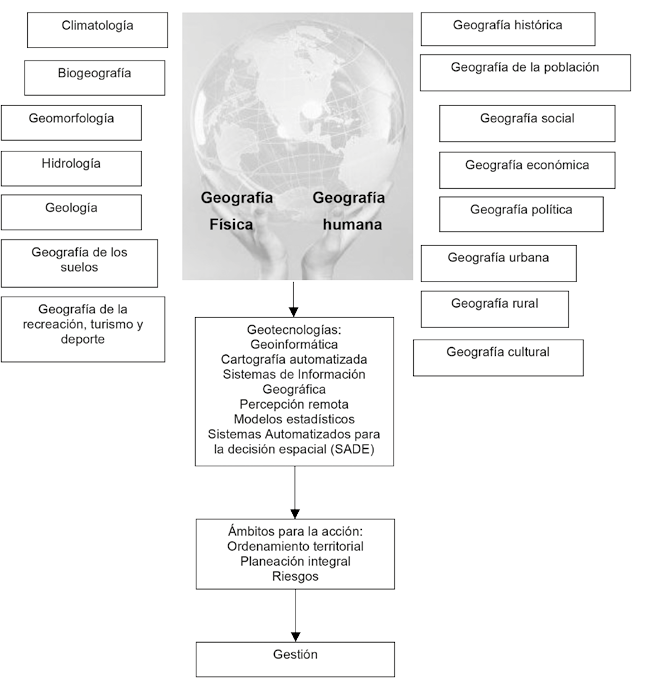 Climatología
Biogeografía
Geomorfología
Hidrología
Geología
Geografía de los
suelos
Geografía de la
recreación, turismo y
deporte
Geografía
Física
Geografía
humana
Geografía histórica
Geografía de la población
Geografía social
Geografía económica
Geografía política
Geografía urbana
Geografía rural
Geografía cultural
Geotecnologías:
Geoinformática
Cartografía automatizada
Sistemas de Información
Geográfica
Percepción remota
Modelos estadísticos
Sistemas Automatizados para
la decisión espacial (SADE)
Ámbitos para la acción:
Ordenamiento territorial
Planeación integral
Riesgos
Gestión